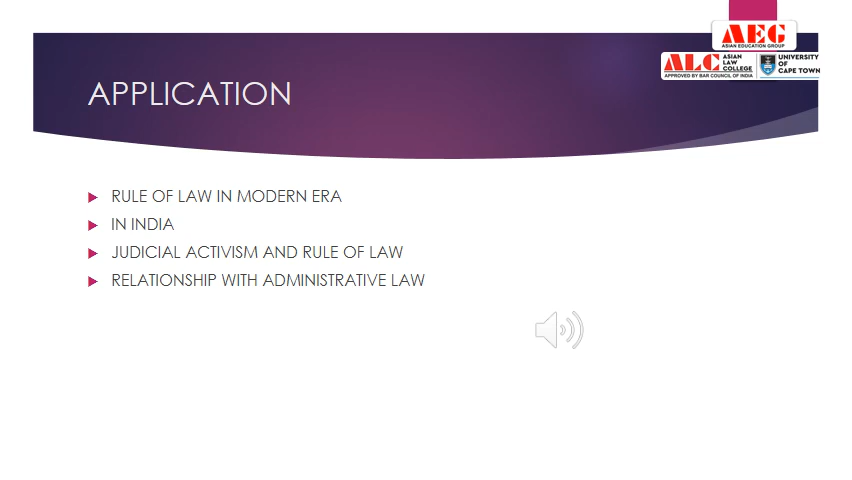 AEG
ASIAN EDUCATION GROUP
ALC
ASIAN
LAW
COLLEGE
APPROVED BY BAR COUNCIL OF INDIA
UNIVERSITY
OF
CAPE TOWN
APPLICATION
RULE OF LAW IN MODERN ERA
IN INDIA
JUDICIAL ACTIVISM AND RULE OF LAW
RELATIONSHIP WITH ADMINISTRATIVE LAW